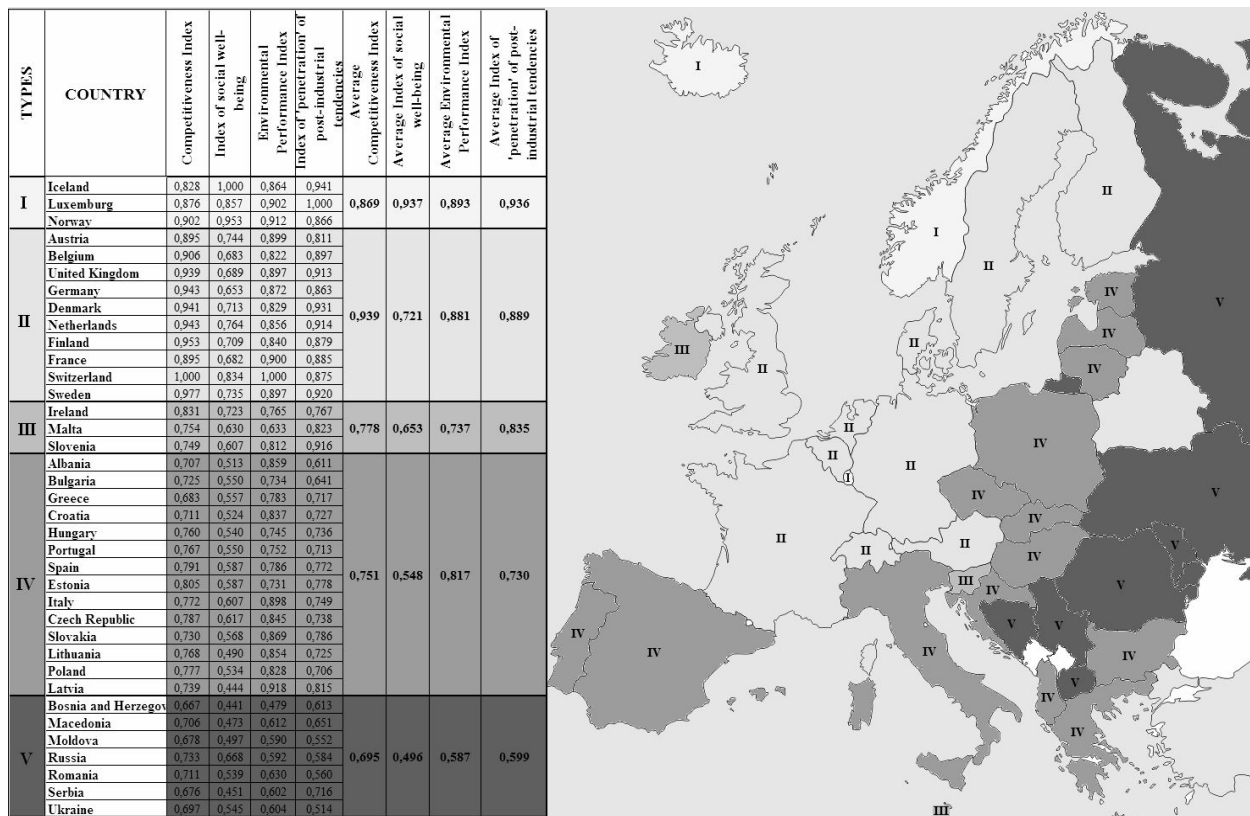 TYPES
COUNTRY
Competitiveness Index
Index of social well-
being
Environmental
Performance Index
Index of 'penetration' of
post-industrial
tendencies
Average
Competitiveness Index
Average Index of social
well-being
Average Environmental
Performance Index
Average Index of
'penetration' of post-
industrial tendencies
I
Iceland 0,828 1,000 0,864 0,941
Luxemburg 0,876 0,857 0,902 1,000 0,869 0,937 0,893 0,936
Norway 0,902 0,953 0,912 0,866
II
Austria 0,895 0,744 0,899 0,811
Belgium 0,906 0,683 0,822 0,897
United Kingdom 0,939 0,689 0,897 0,913
Germany 0,943 0,653 0,872 0,863
Denmark 0,941 0,713 0,829 0,931
0,939 0,721 0,881 0,889
Netherlands 0,943 0,764 0,856 0,914
Finland 0,953 0,709 0,840 0,879
France 0,895 0,682 0,900 0,885
Switzerland 1,000 0,834 1,000 0,875
Sweden 0,977 0,735 0,897 0,920
III
Ireland 0,831 0,723 0,765 0,767
Malta 0,754 0,630 0,633 0,823 0,778 0,653 0,737 0,835
Slovenia 0,749 0,607 0,812 0,916
IV
Albania 0,707 0,513 0,859 0,611
Bulgaria 0,725 0,550 0,734 0,641
Greece 0,683 0,557 0,783 0,717
Croatia 0,711 0,524 0,837 0,727
Hungary 0,760 0,540 0,745 0,736
Portugal 0,767 0,550 0,752 0,713
Spain 0,791 0,587 0,786 0,772
0,751 0,548 0,817 0,730
Estonia 0,805 0,587 0,731 0,778
Italy 0,772 0,607 0,898 0,749
Czech Republic 0,787 0,617 0,845 0,738
Slovakia 0,730 0,568 0,869 0,786
Lithuania 0,768 0,490 0,854 0,725
Poland 0,777 0,534 0,828 0,706
Latvia 0,739 0,444 0,918 0,815
V
Bosnia and Herzegov 0,667 0,441 0,479 0,613
Macedonia 0,706 0,473 0,612 0,651
Moldova 0,678 0,497 0,590 0,552
Russia 0,733 0,668 0,592 0,584 0,695 0,496 0,587 0,599
Romania 0,711 0,539 0,630 0,560
Serbia 0,676 0,451 0,602 0,716
Ukraine 0,697 0,545 0,604 0,514
I
II
I
II
IV
V
IV
III
II
II
IV
II
IV
II
II
I
IV
V
IV
II
II
II
IV
V
III
IV
V
IV
IV
V
V
IV
IV
V
IV
IV
III